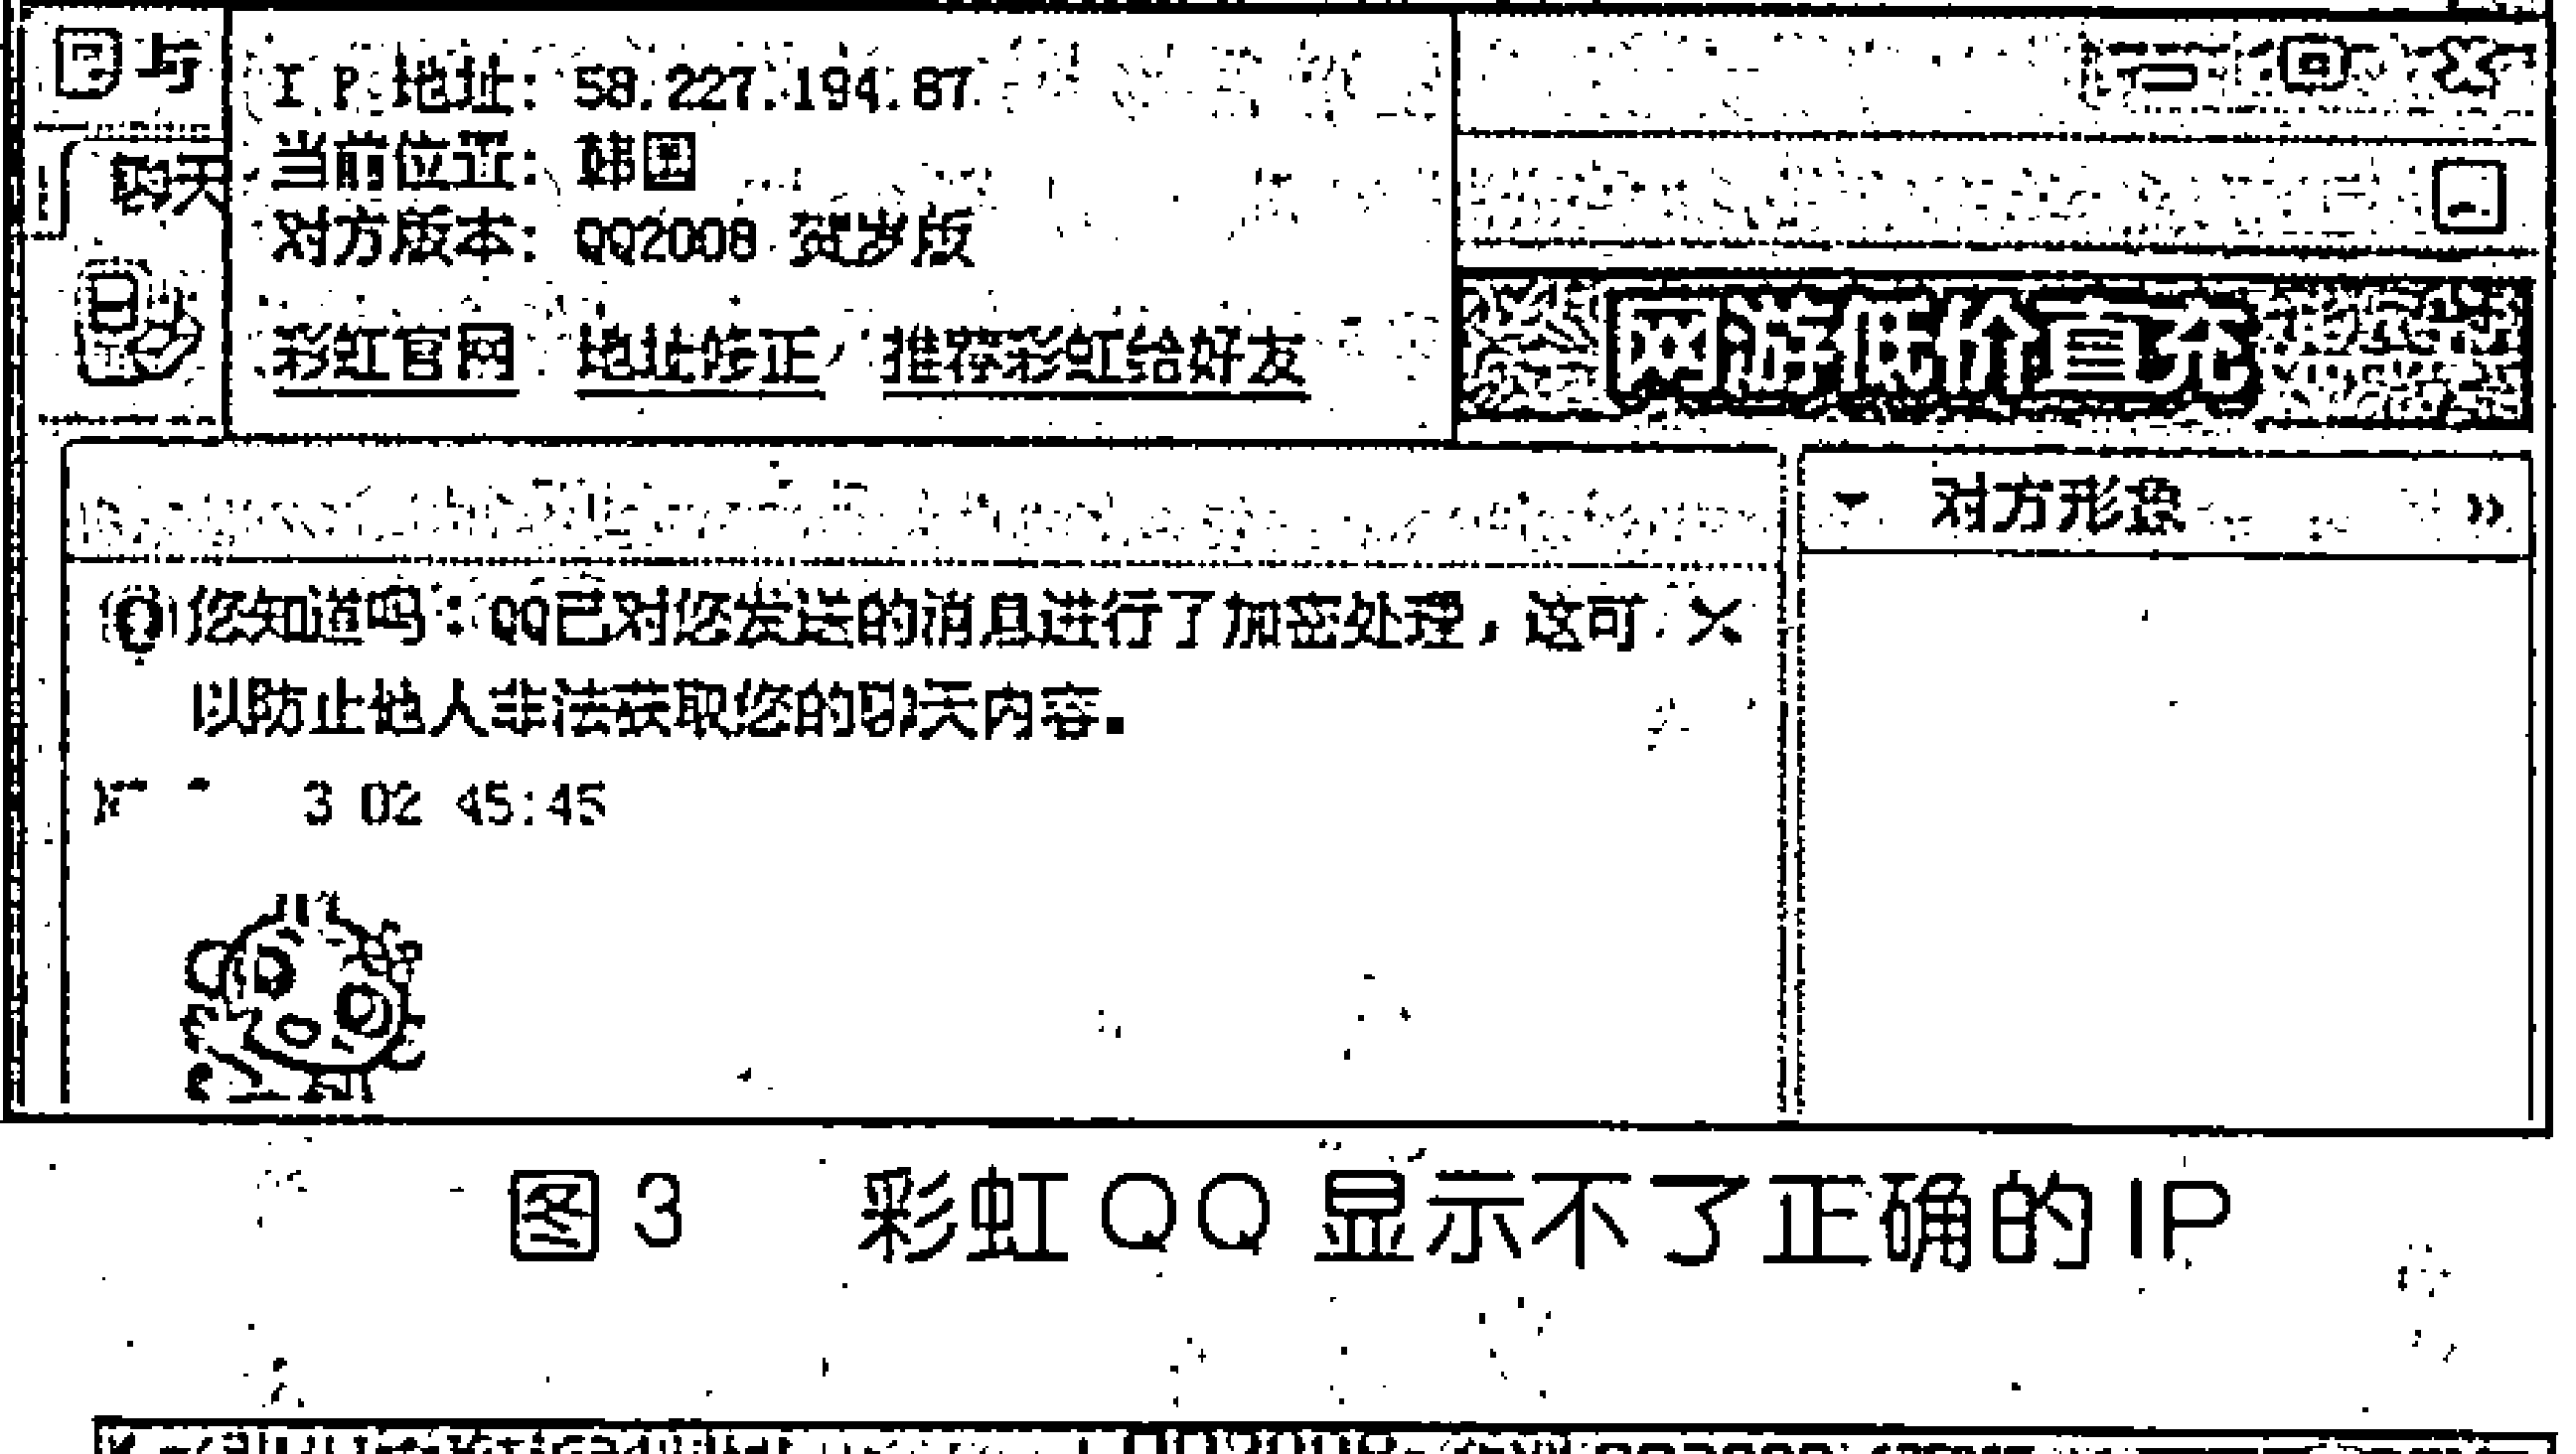 与
I P 地址: 58.227.194.87
当前位置: 韩国
对方版本: QQ2008 贺岁版
聊天
彩虹官网 地址修正 推荐彩虹给好友
网游低价直充
对方形象 »
您知道吗:QQ已对您发送的消息进行了加密处理,这可
以防止他人非法获取您的聊天内容.
3 02 45:45
图3 彩虹QQ显示不了正确的IP